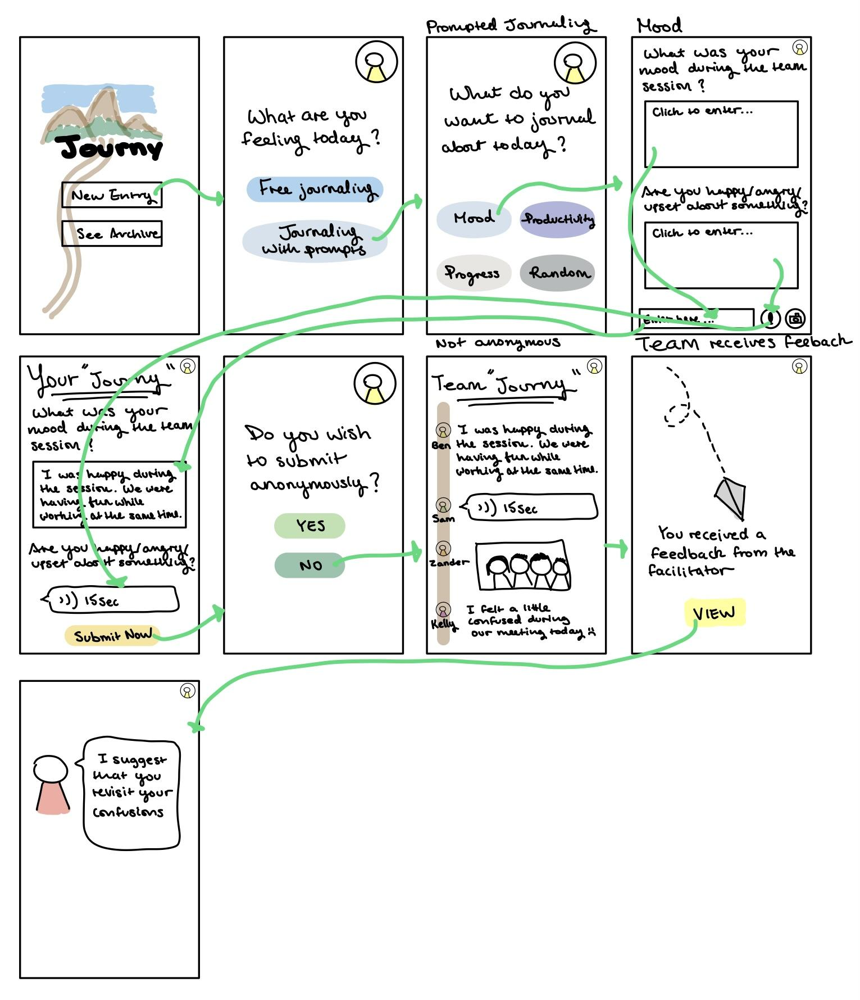 Prompted Journaling
Mood
Journy
New Entry
See Archive
What are you
feeling today?
Free journaling
Journaling
with prompts
What do you
want to journal
about today?
Mood
Productivity
Progress
Random
What was your
mood during the team
session?
Click to enter...
Are you happy/angry/
upset about something?
Click to enter...
Enter here...
Not anonymous
Team receives feeback
Your "Journy"
What was your
mood during the team
session?
I was happy during
the session. We were
having fun while
working at the same time.
Are you happy/angry/
upset about something?
15 sec
Submit Now
Do you wish
to submit
anonymously?
YES
NO
Team "Journy"
Ben
I was happy during
the session. We were
having fun while
working at the same time.
Sam
15 sec
Zander
Kelly
I felt a little
confused during
our meeting today :(
You received a
feedback from the
facilitator
VIEW
I suggest
that you
revisit your
confusions